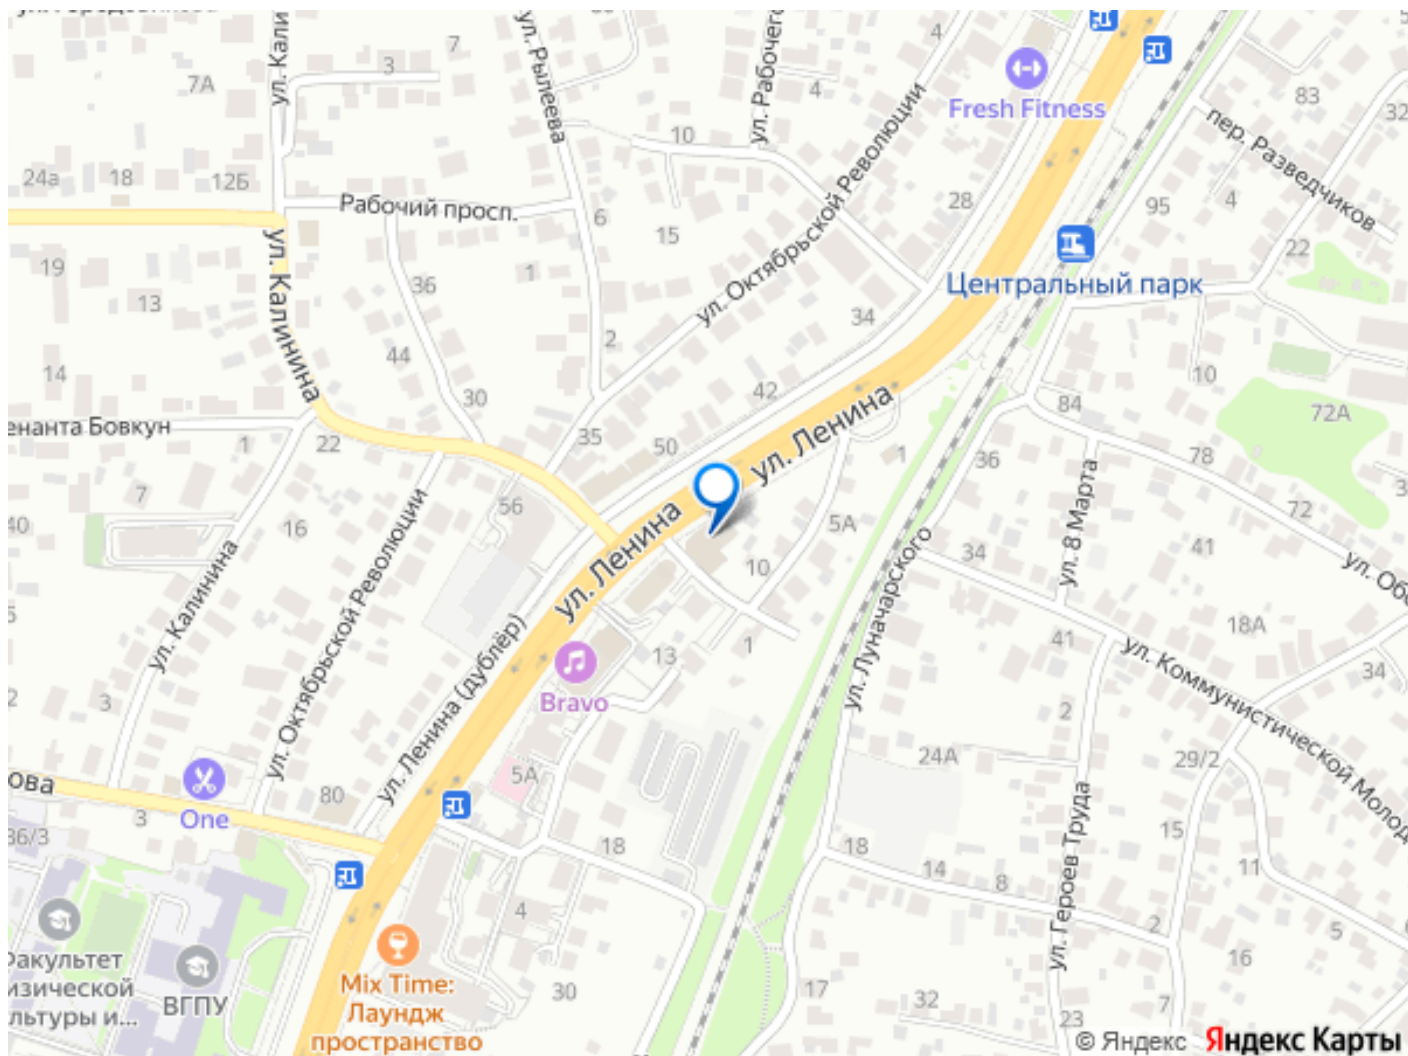 7
3
7А
ул. Кали
ул. Рылеева
ул. Рабочего
4
4
10
Fresh Fitness
83
32
пер. Разведчиков
24а
18
12Б
Рабочий просп.
6
15
ул. Октябрьской Революции
28
95
4
22
19
13
ул. Калинина
36
1
2
34
Центральный парк
14
44
30
42
10
72А
84
енанта Бовкун
1
22
35
50
ул. Ленина
1
36
78
7
40
16
56
ул. Ленина
5А
10
34
ул. 8 Марта
41
72
ул. Обо
ул. Калинина
ул. Октябрьской Революции
ул. Ленина (дублёр)
ул. Луначарского
18А
41
34
ул. Коммунистической Молод
13
1
Bravo
3
2
2
24А
29/2
ова
One
80
5А
3
36/3
18
18
14
8
2
15
11
5
ул. Героев Труда
4
16
Факультет
изической
льтуры и...
ВГПУ
Mix Time:
Лаундж
пространство
30
17
32
23
7
© Яндекс Яндекс Карты